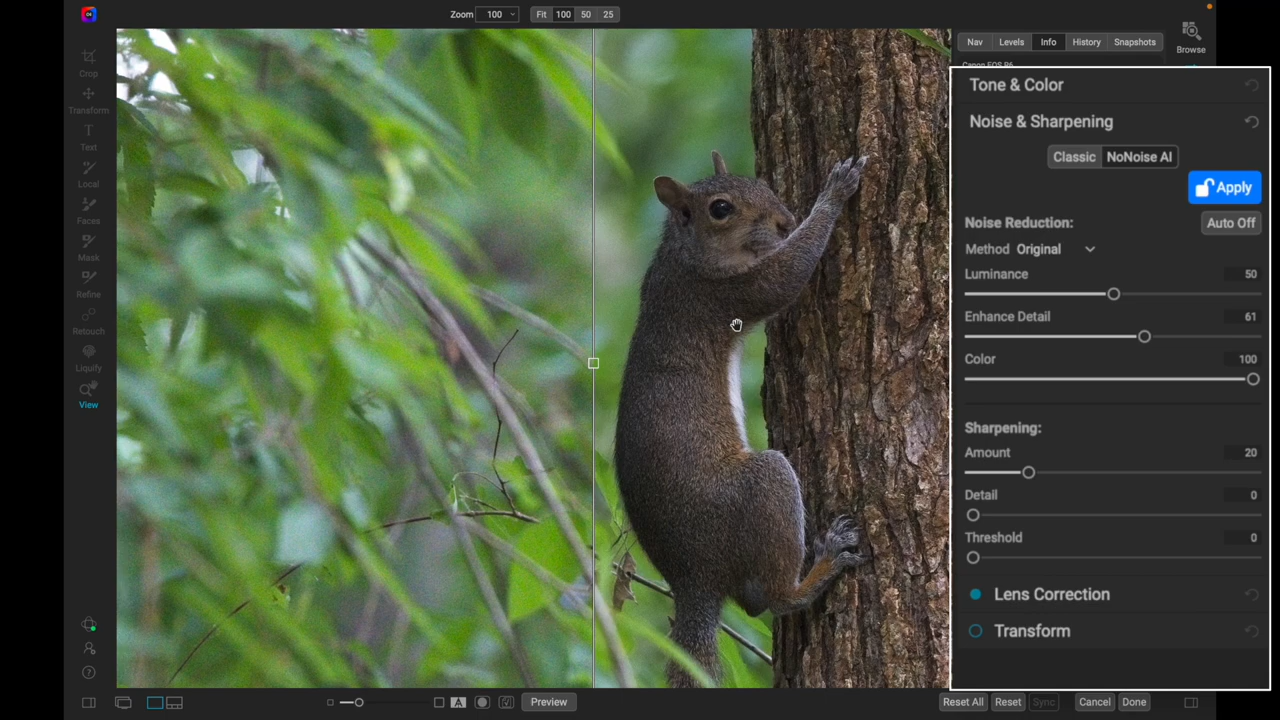 Zoom 100 Fit 100 50 25
Nav Levels Info History Snapshots
Browse
Canon EOS R6
Crop
Transform
Text
Local
Faces
Mask
Refine
Retouch
Liquify
View
Tone & Color
Noise & Sharpening
Classic NoNoise AI
Apply
Noise Reduction: Auto Off
Method Original
Luminance 50
Enhance Detail 61
Color 100
Sharpening:
Amount 20
Detail 0
Threshold 0
Lens Correction
Transform
A Preview Reset All Reset Sync Cancel Done